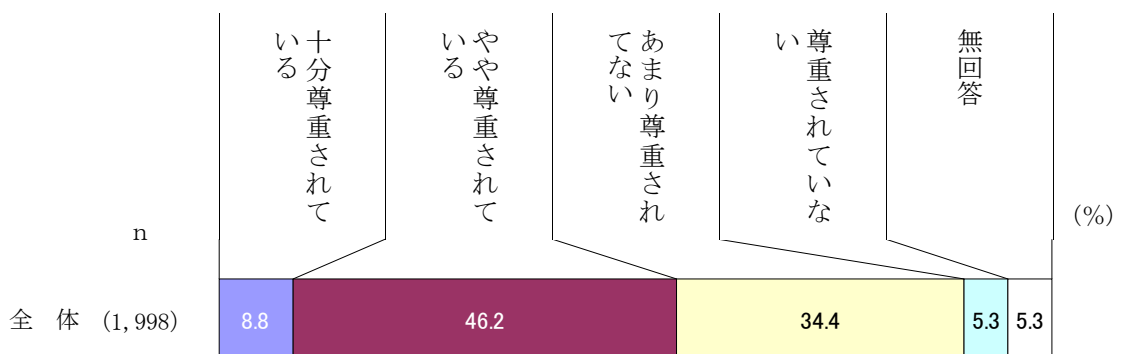 十分尊重されて
いる
やや尊重されて
いる
あまり尊重され
てない
尊重されていな
い
無回答
(%)
n
全 体 (1,998)
8.8
46.2
34.4
5.3
5.3